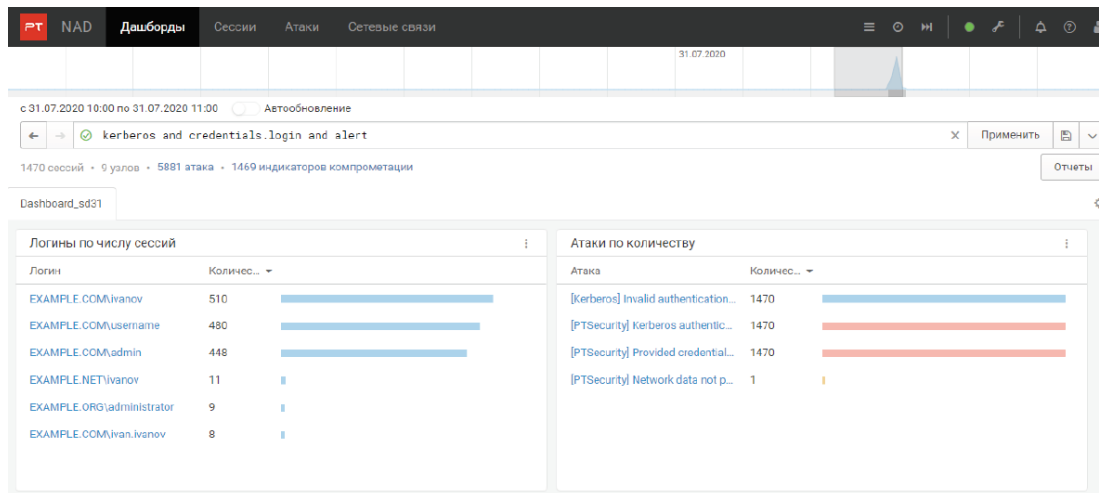 PT NAD Дашборды Сессии Атаки Сетевые связи
31.07.2020
с 31.07.2020 10:00 по 31.07.2020 11:00 Автообновление
kerberos and credentials.login and alert Применить
1470 сессий • 9 узлов • 5881 атака • 1469 индикаторов компрометации Отчеты
Dashboard_sd31
Логины по числу сессий
Логин Количес...
EXAMPLE.COM\ivanov 510
EXAMPLE.COM\username 480
EXAMPLE.COM\admin 448
EXAMPLE.NET\ivanov 11
EXAMPLE.ORG\administrator 9
EXAMPLE.COM\ivan.ivanov 8
Атаки по количеству
Атака Количес...
[Kerberos] Invalid authentication... 1470
[PTSecurity] Kerberos authentic... 1470
[PTSecurity] Provided credential... 1470
[PTSecurity] Network data not p... 1